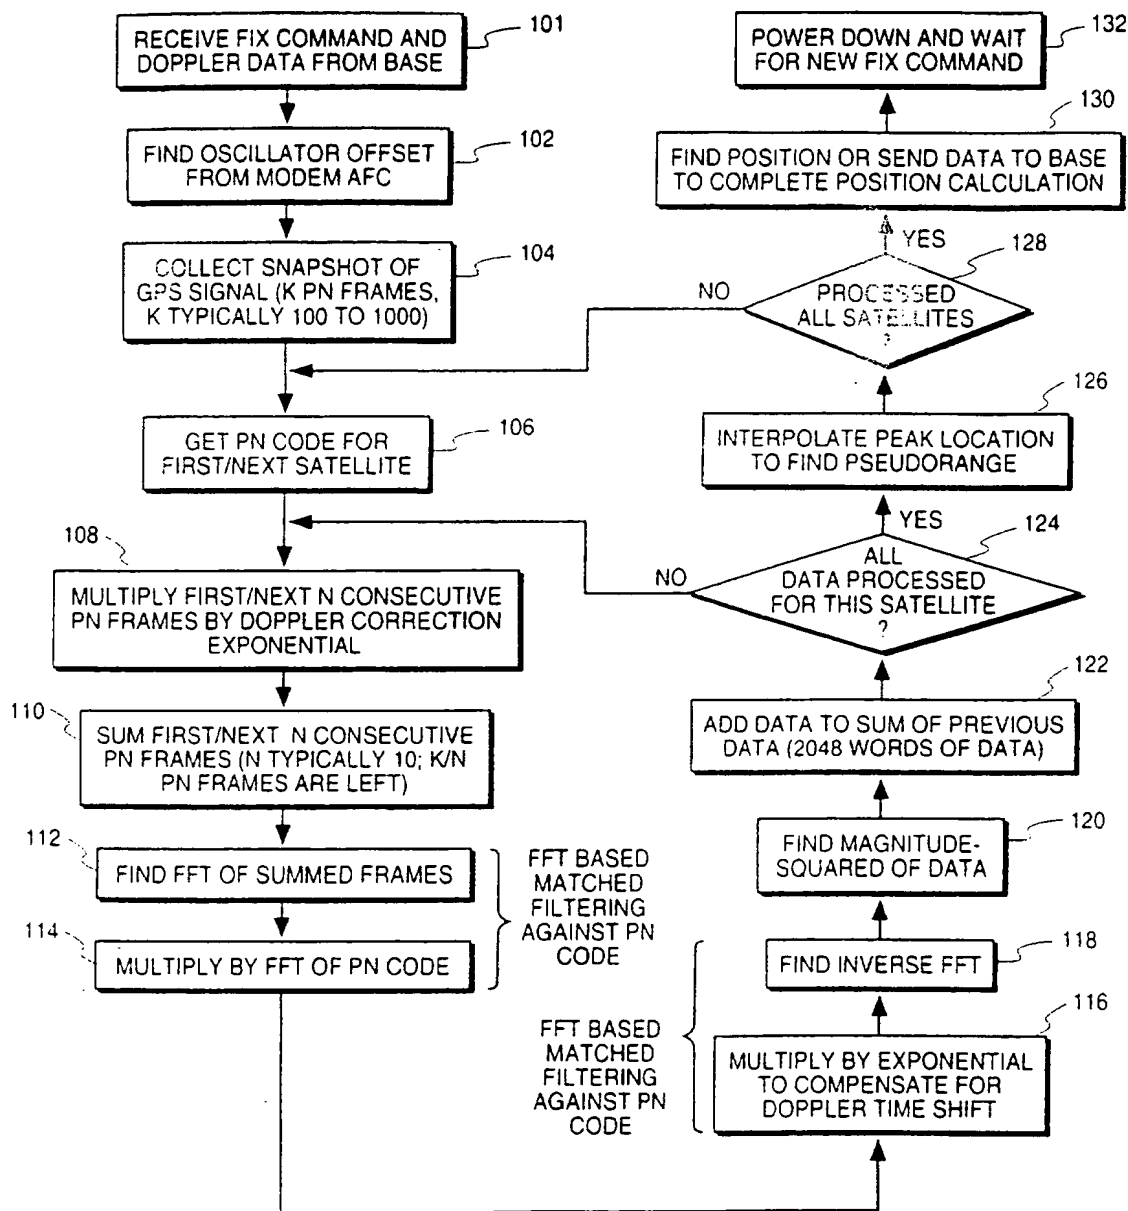 101
RECEIVE FIX COMMAND AND
DOPPLER DATA FROM BASE
102
FIND OSCILLATOR OFFSET
FROM MODEM AFC
104
COLLECT SNAPSHOT OF
GPS SIGNAL (K PN FRAMES,
K TYPICALLY 100 TO 1000)
106
GET PN CODE FOR
FIRST/NEXT SATELLITE
108
MULTIPLY FIRST/NEXT N CONSECUTIVE
PN FRAMES BY DOPPLER CORRECTION
EXPONENTIAL
110
SUM FIRST/NEXT N CONSECUTIVE
PN FRAMES (N TYPICALLY 10; K/N
PN FRAMES ARE LEFT)
112
FIND FFT OF SUMMED FRAMES
114
MULTIPLY BY FFT OF PN CODE
FFT BASED
MATCHED
FILTERING
AGAINST PN
CODE
FFT BASED
MATCHED
FILTERING
AGAINST PN
CODE
116
MULTIPLY BY EXPONENTIAL
TO COMPENSATE FOR
DOPPLER TIME SHIFT
118
FIND INVERSE FFT
120
FIND MAGNITUDE-
SQUARED OF DATA
122
ADD DATA TO SUM OF PREVIOUS
DATA (2048 WORDS OF DATA)
124
ALL
DATA PROCESSED
FOR THIS SATELLITE
?
NO
YES
126
INTERPOLATE PEAK LOCATION
TO FIND PSEUDORANGE
128
PROCESSED
ALL SATELLITES
?
NO
YES
130
FIND POSITION OR SEND DATA TO BASE
TO COMPLETE POSITION CALCULATION
132
POWER DOWN AND WAIT
FOR NEW FIX COMMAND